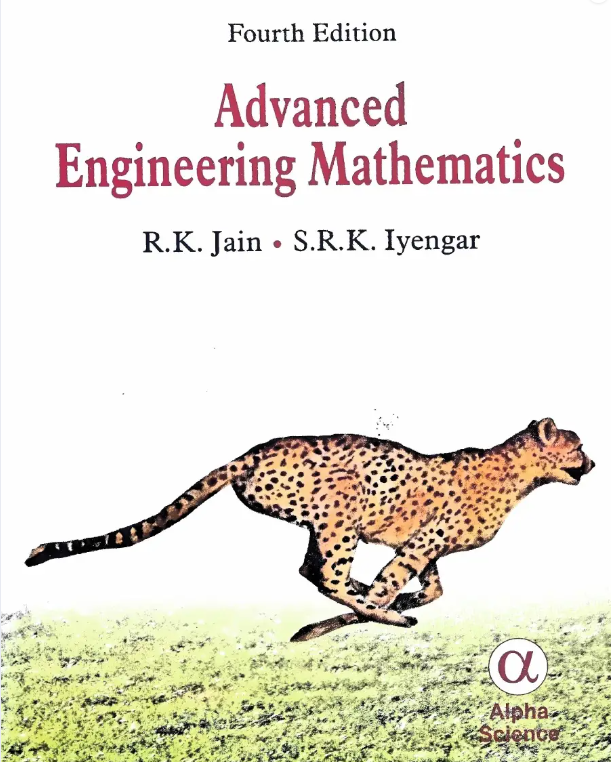 Fourth Edition
Advanced
Engineering Mathematics
R.K. Jain • S.R.K. Iyengar
α
Alpha
Science